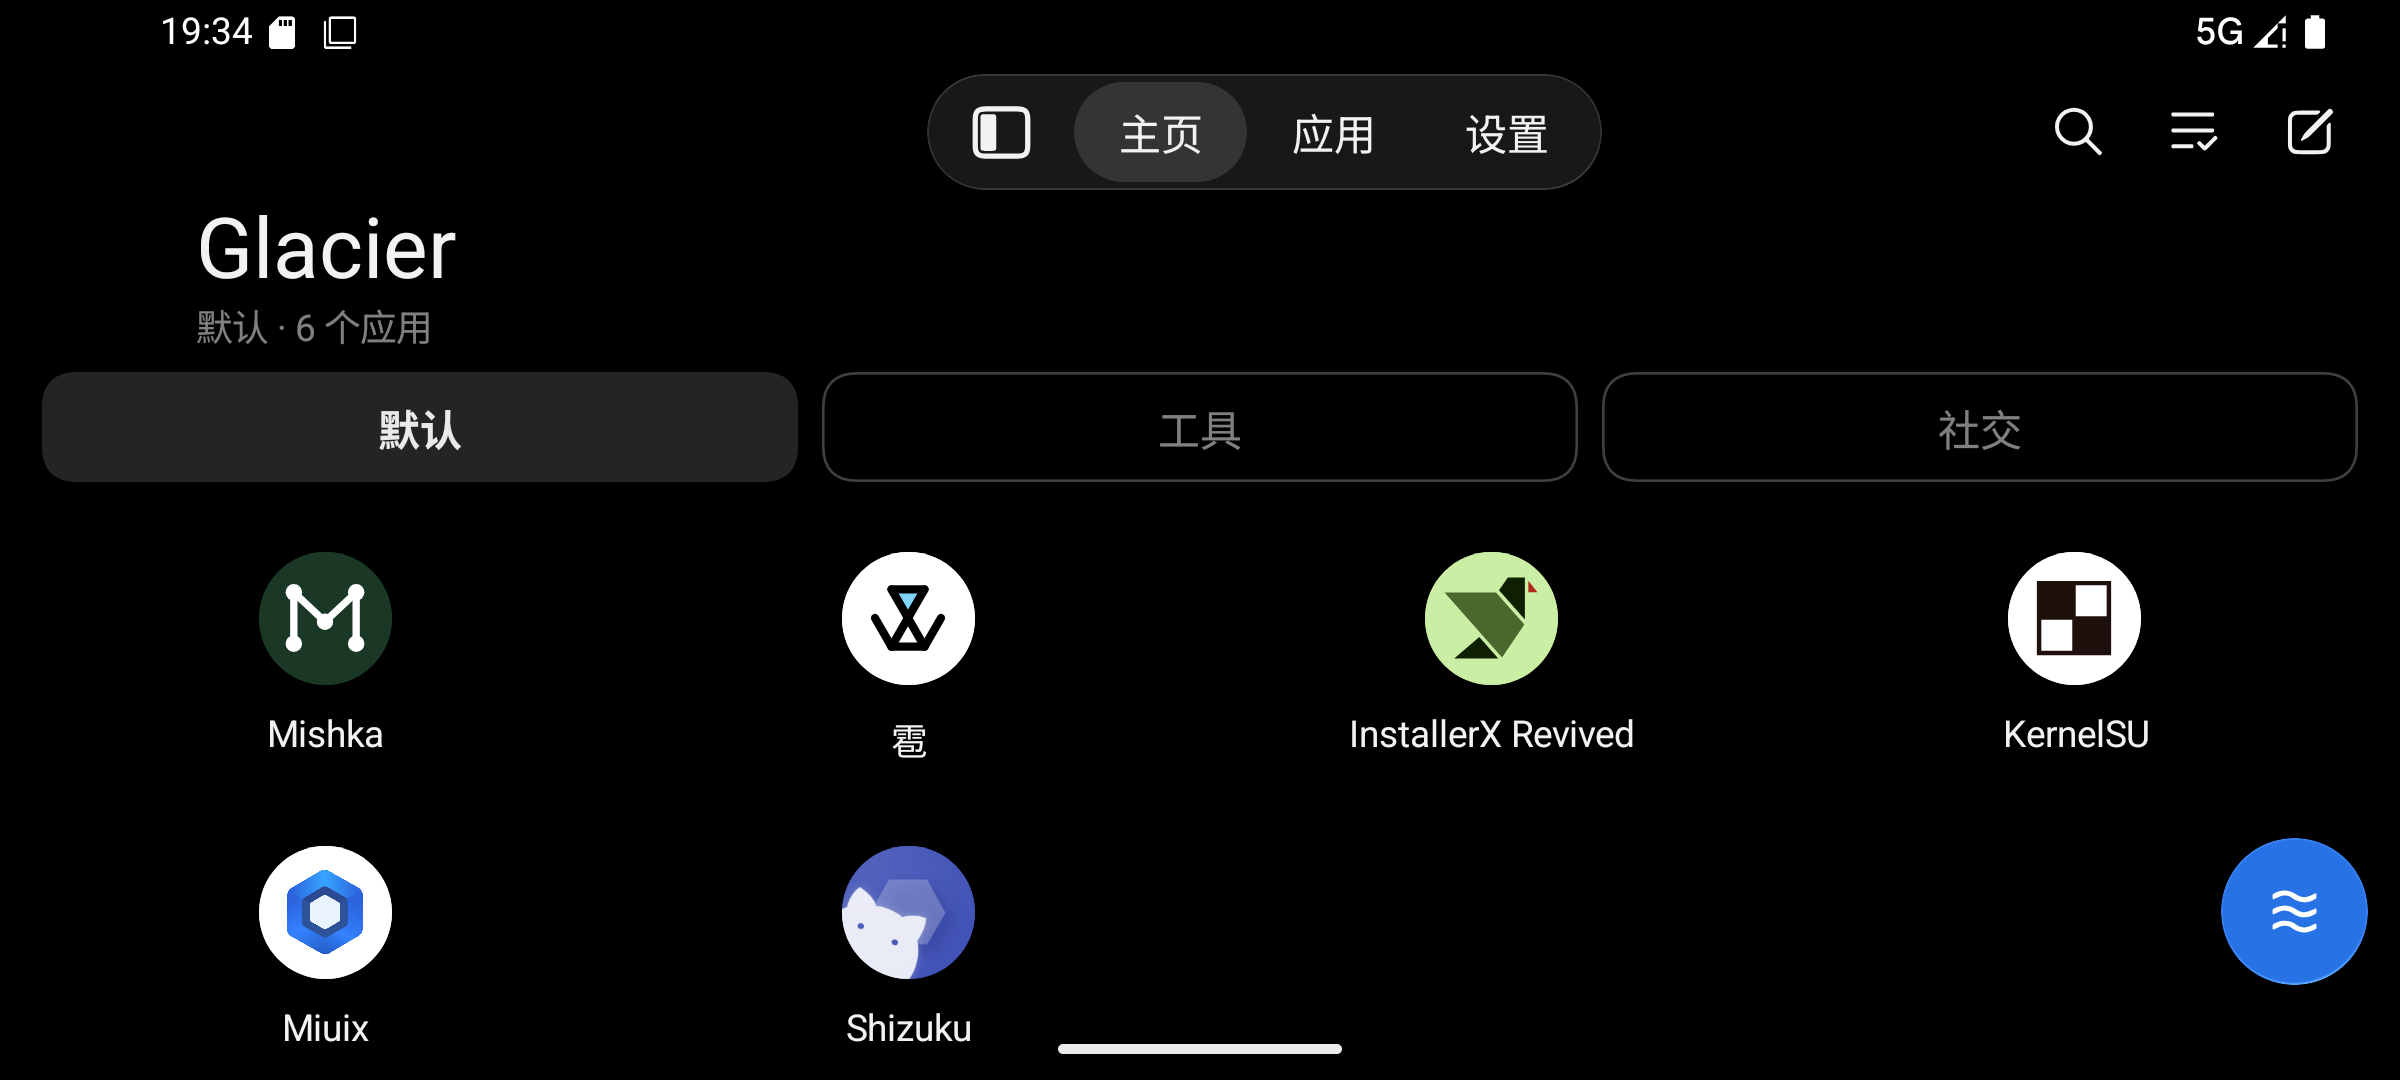 19:34
5G
主页 应用 设置
Glacier
默认 · 6 个应用
默认 工具 社交
Mishka 雹 InstallerX Revived KernelSU
Miuix Shizuku